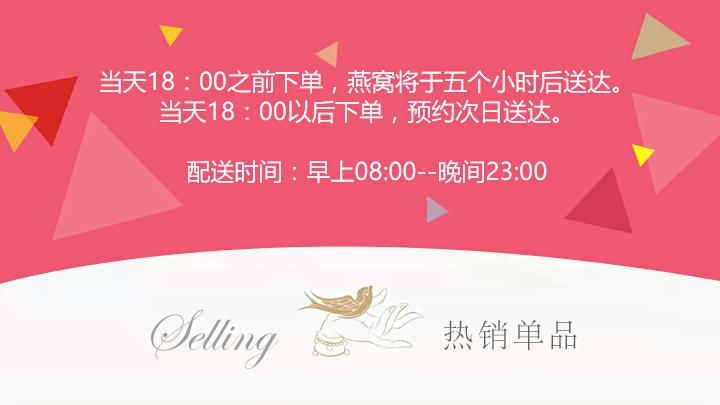 当天18：00之前下单，燕窝将于五个小时后送达。
当天18：00以后下单，预约次日送达。
配送时间：早上08:00--晚间23:00
Selling 热销单品